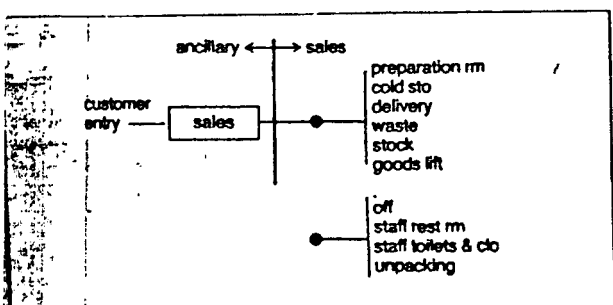 ancillary ↔ sales
customer
entry
sales
preparation rm
cold sto
delivery
waste
stock
goods lift
off
staff rest rm
staff toilets & clo
unpacking